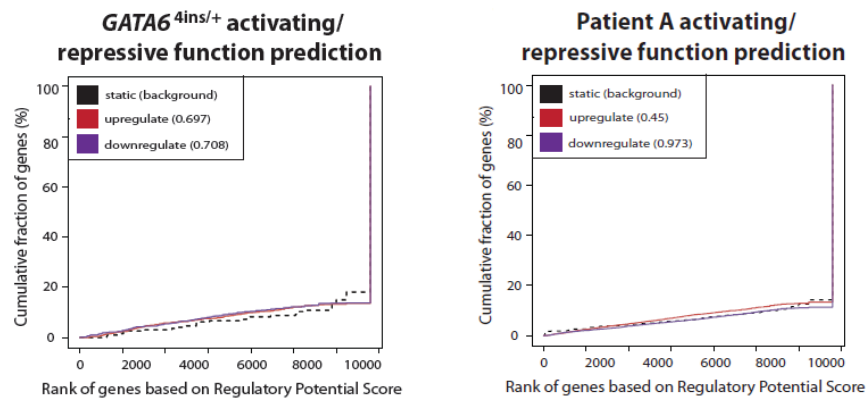 GATA6 4ins/+ activating/
repressive function prediction
Cumulative fraction of genes (%)
100
80
60
40
20
0
static (background)
upregulate (0.697)
downregulate (0.708)
0 2000 4000 6000 8000 10000
Rank of genes based on Regulatory Potential Score
Patient A activating/
repressive function prediction
Cumulative fraction of genes (%)
100
80
60
40
20
0
static (background)
upregulate (0.45)
downregulate (0.973)
0 2000 4000 6000 8000 10000
Rank of genes based on Regulatory Potential Score